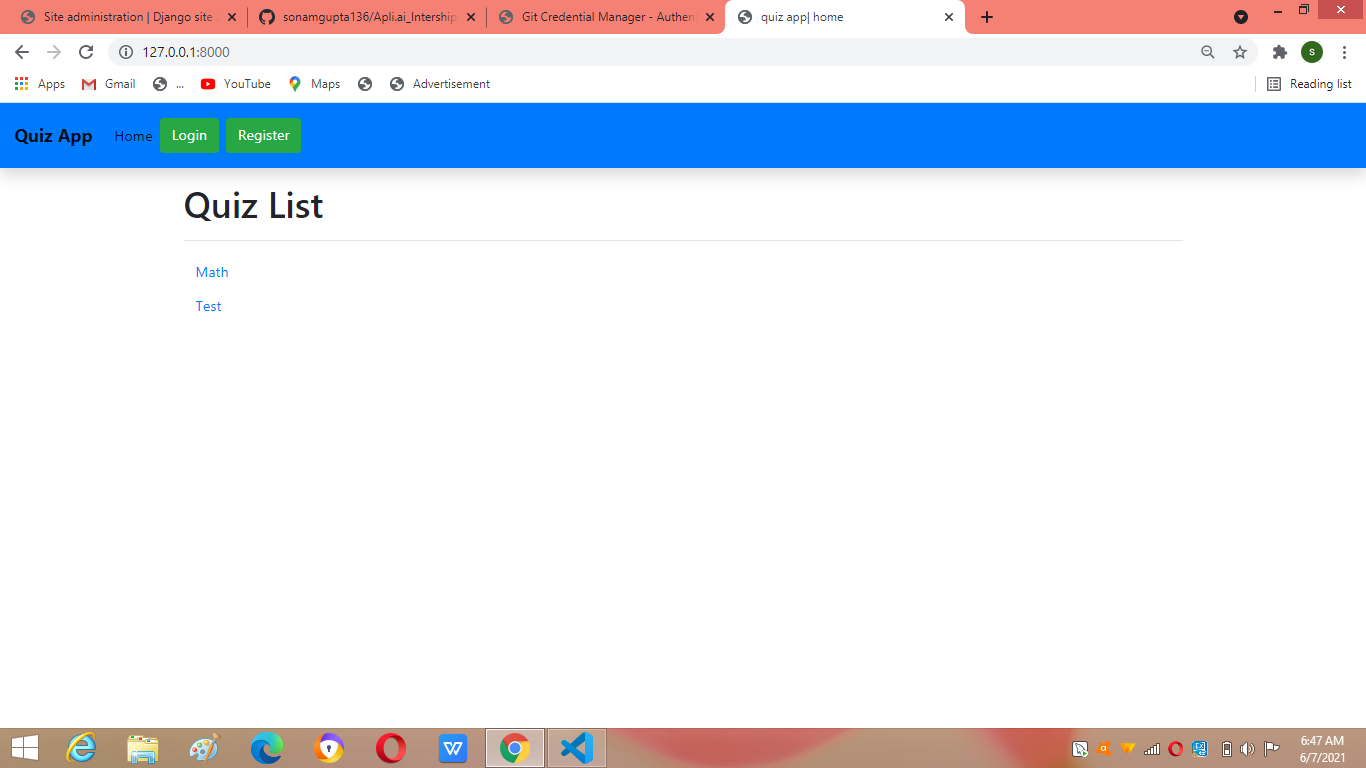 Site administration | Django site
sonamgupta136/Apli.ai_Intership
Git Credential Manager - Authent
quiz app| home
127.0.0.1:8000
s
Apps
Gmail
...
YouTube
Maps
Advertisement
Reading list
Quiz App
Home
Login
Register
Quiz List
Math
Test
W
6:47 AM
6/7/2021